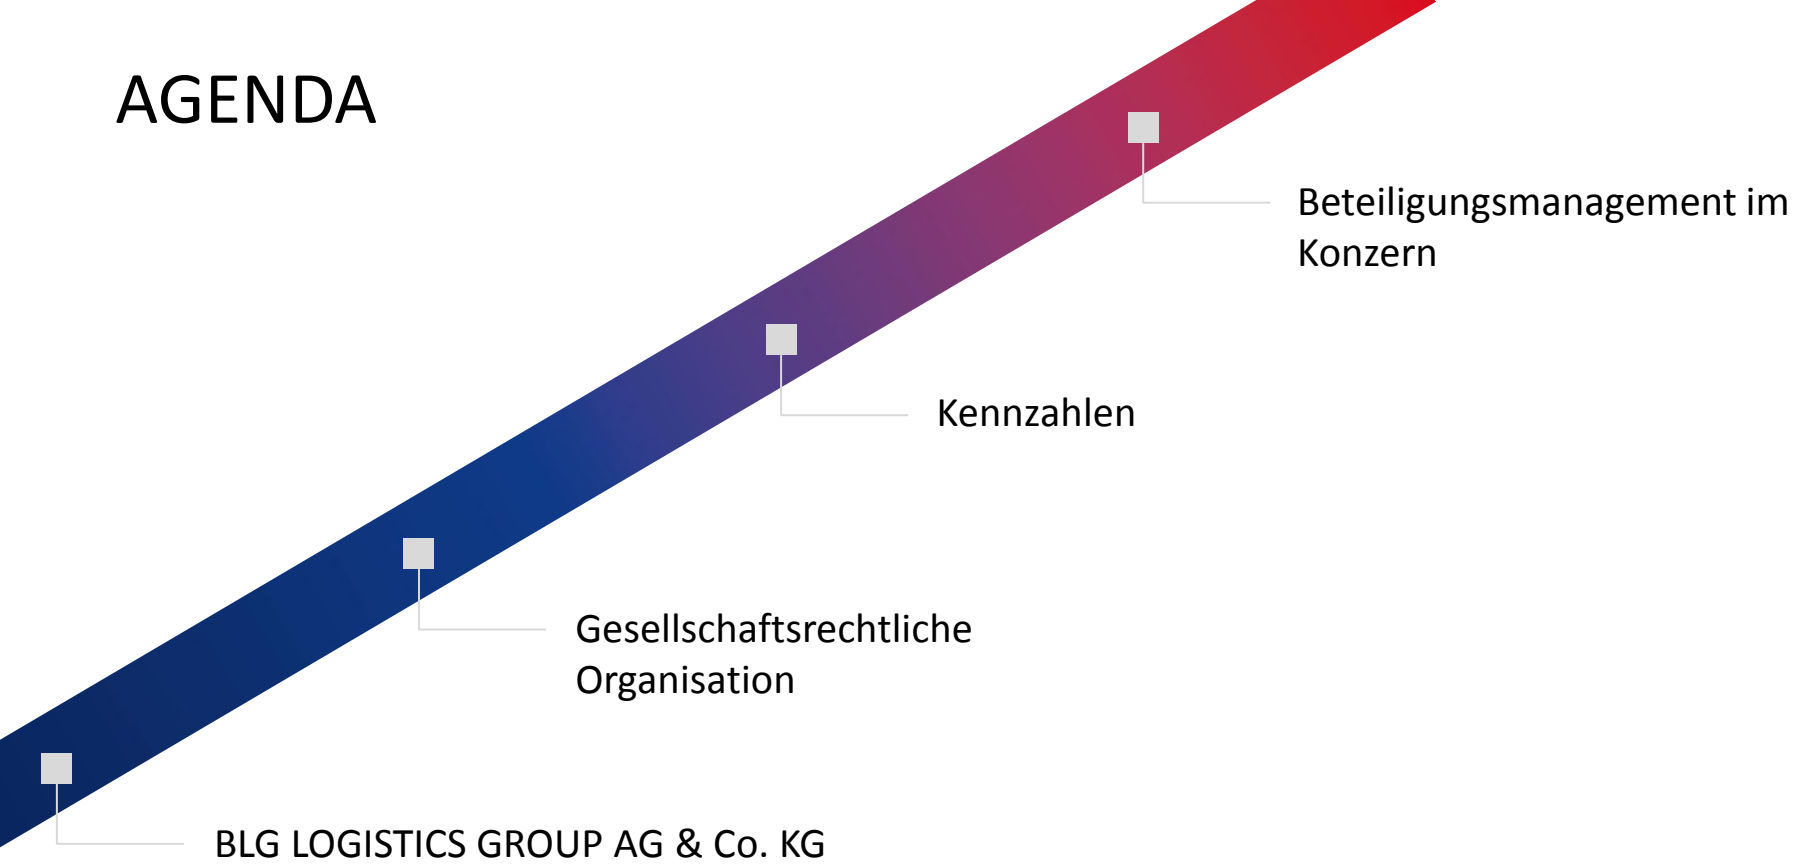 AGENDA
Beteiligungsmanagement im
Konzern
Kennzahlen
Gesellschaftsrechtliche
Organisation
BLG LOGISTICS GROUP AG & Co. KG